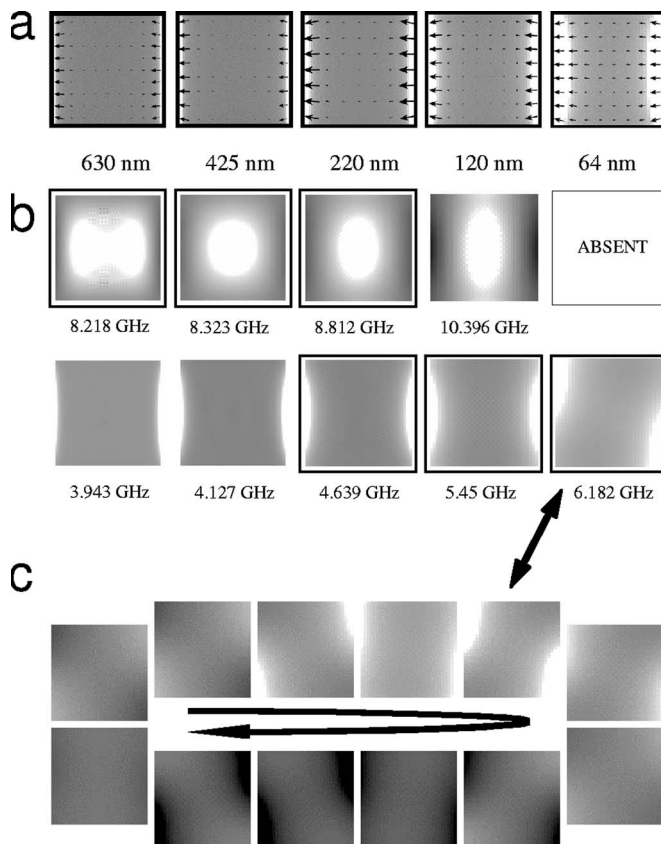 a
630 nm 425 nm 220 nm 120 nm 64 nm
b
ABSENT
8.218 GHz 8.323 GHz 8.812 GHz 10.396 GHz
3.943 GHz 4.127 GHz 4.639 GHz 5.45 GHz 6.182 GHz
c